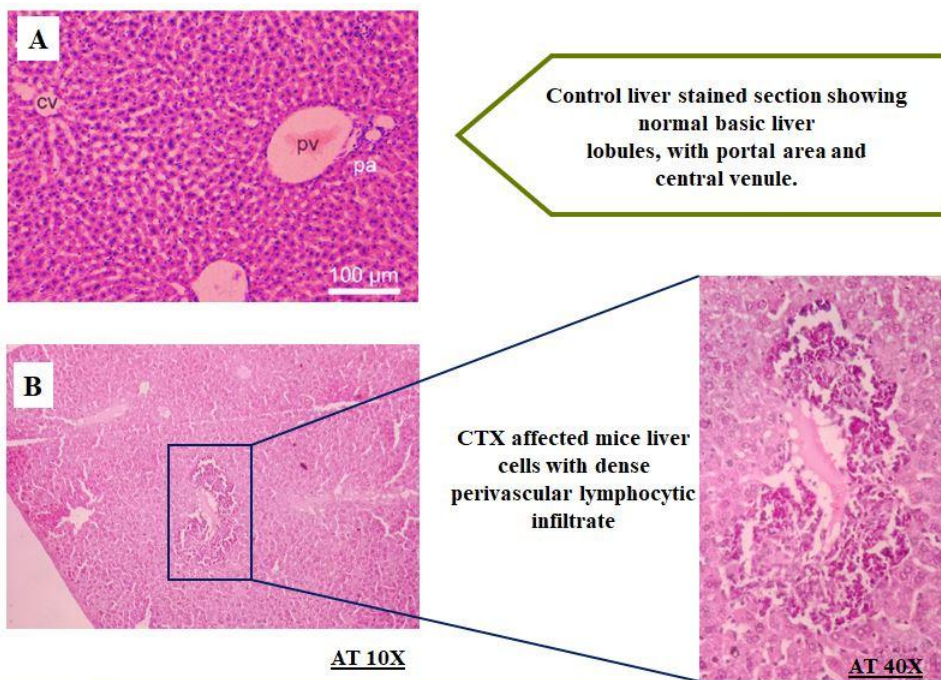 A
cv
pv
pa
100 μm
Control liver stained section showing
normal basic liver
lobules, with portal area and
central venule.
B
CTX affected mice liver
cells with dense
perivascular lymphocytic
infiltrate
AT 10X
AT 40X